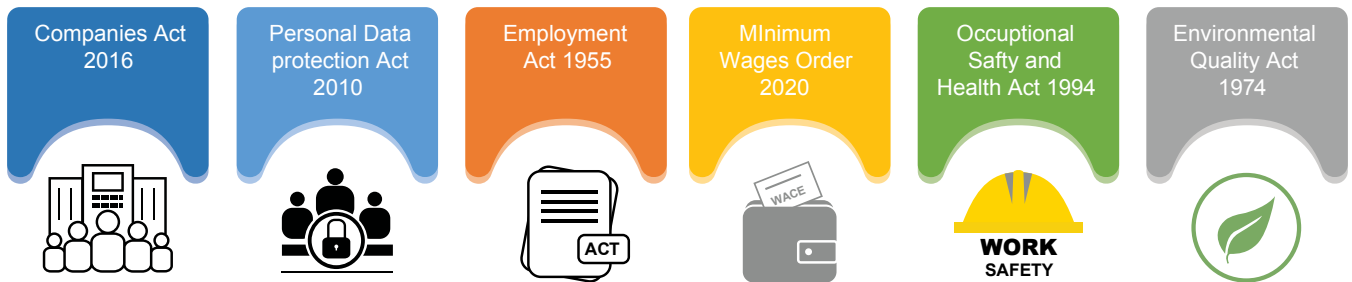 Companies Act
2016
Personal Data
protection Act
2010
Employment
Act 1955
MInimum
Wages Order
2020
Occuptional
Safty and
Health Act 1994
Environmental
Quality Act
1974
ACT
WACE
WORK
SAFETY